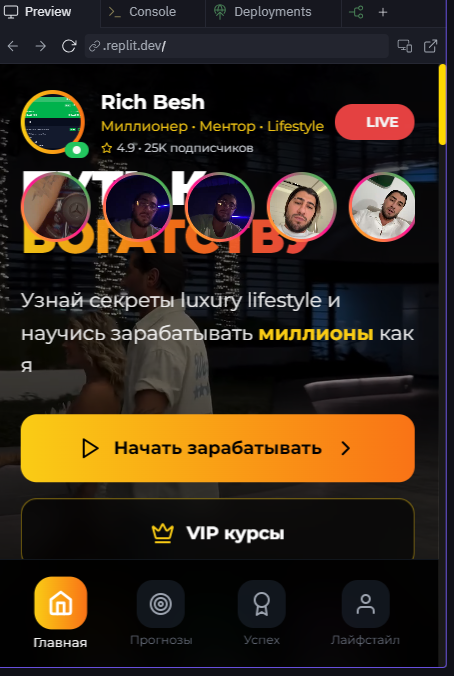 Preview
Console
Deployments
.replit.dev/
Rich Besh
Миллионер • Ментор • Lifestyle
LIVE
4.9 • 25K подписчиков
БОГАТСТВУ
Узнай секреты luxury lifestyle и
научись зарабатывать миллионы как
я
Начать зарабатывать
VIP курсы
Главная
Прогнозы
Успех
Лайфстайл